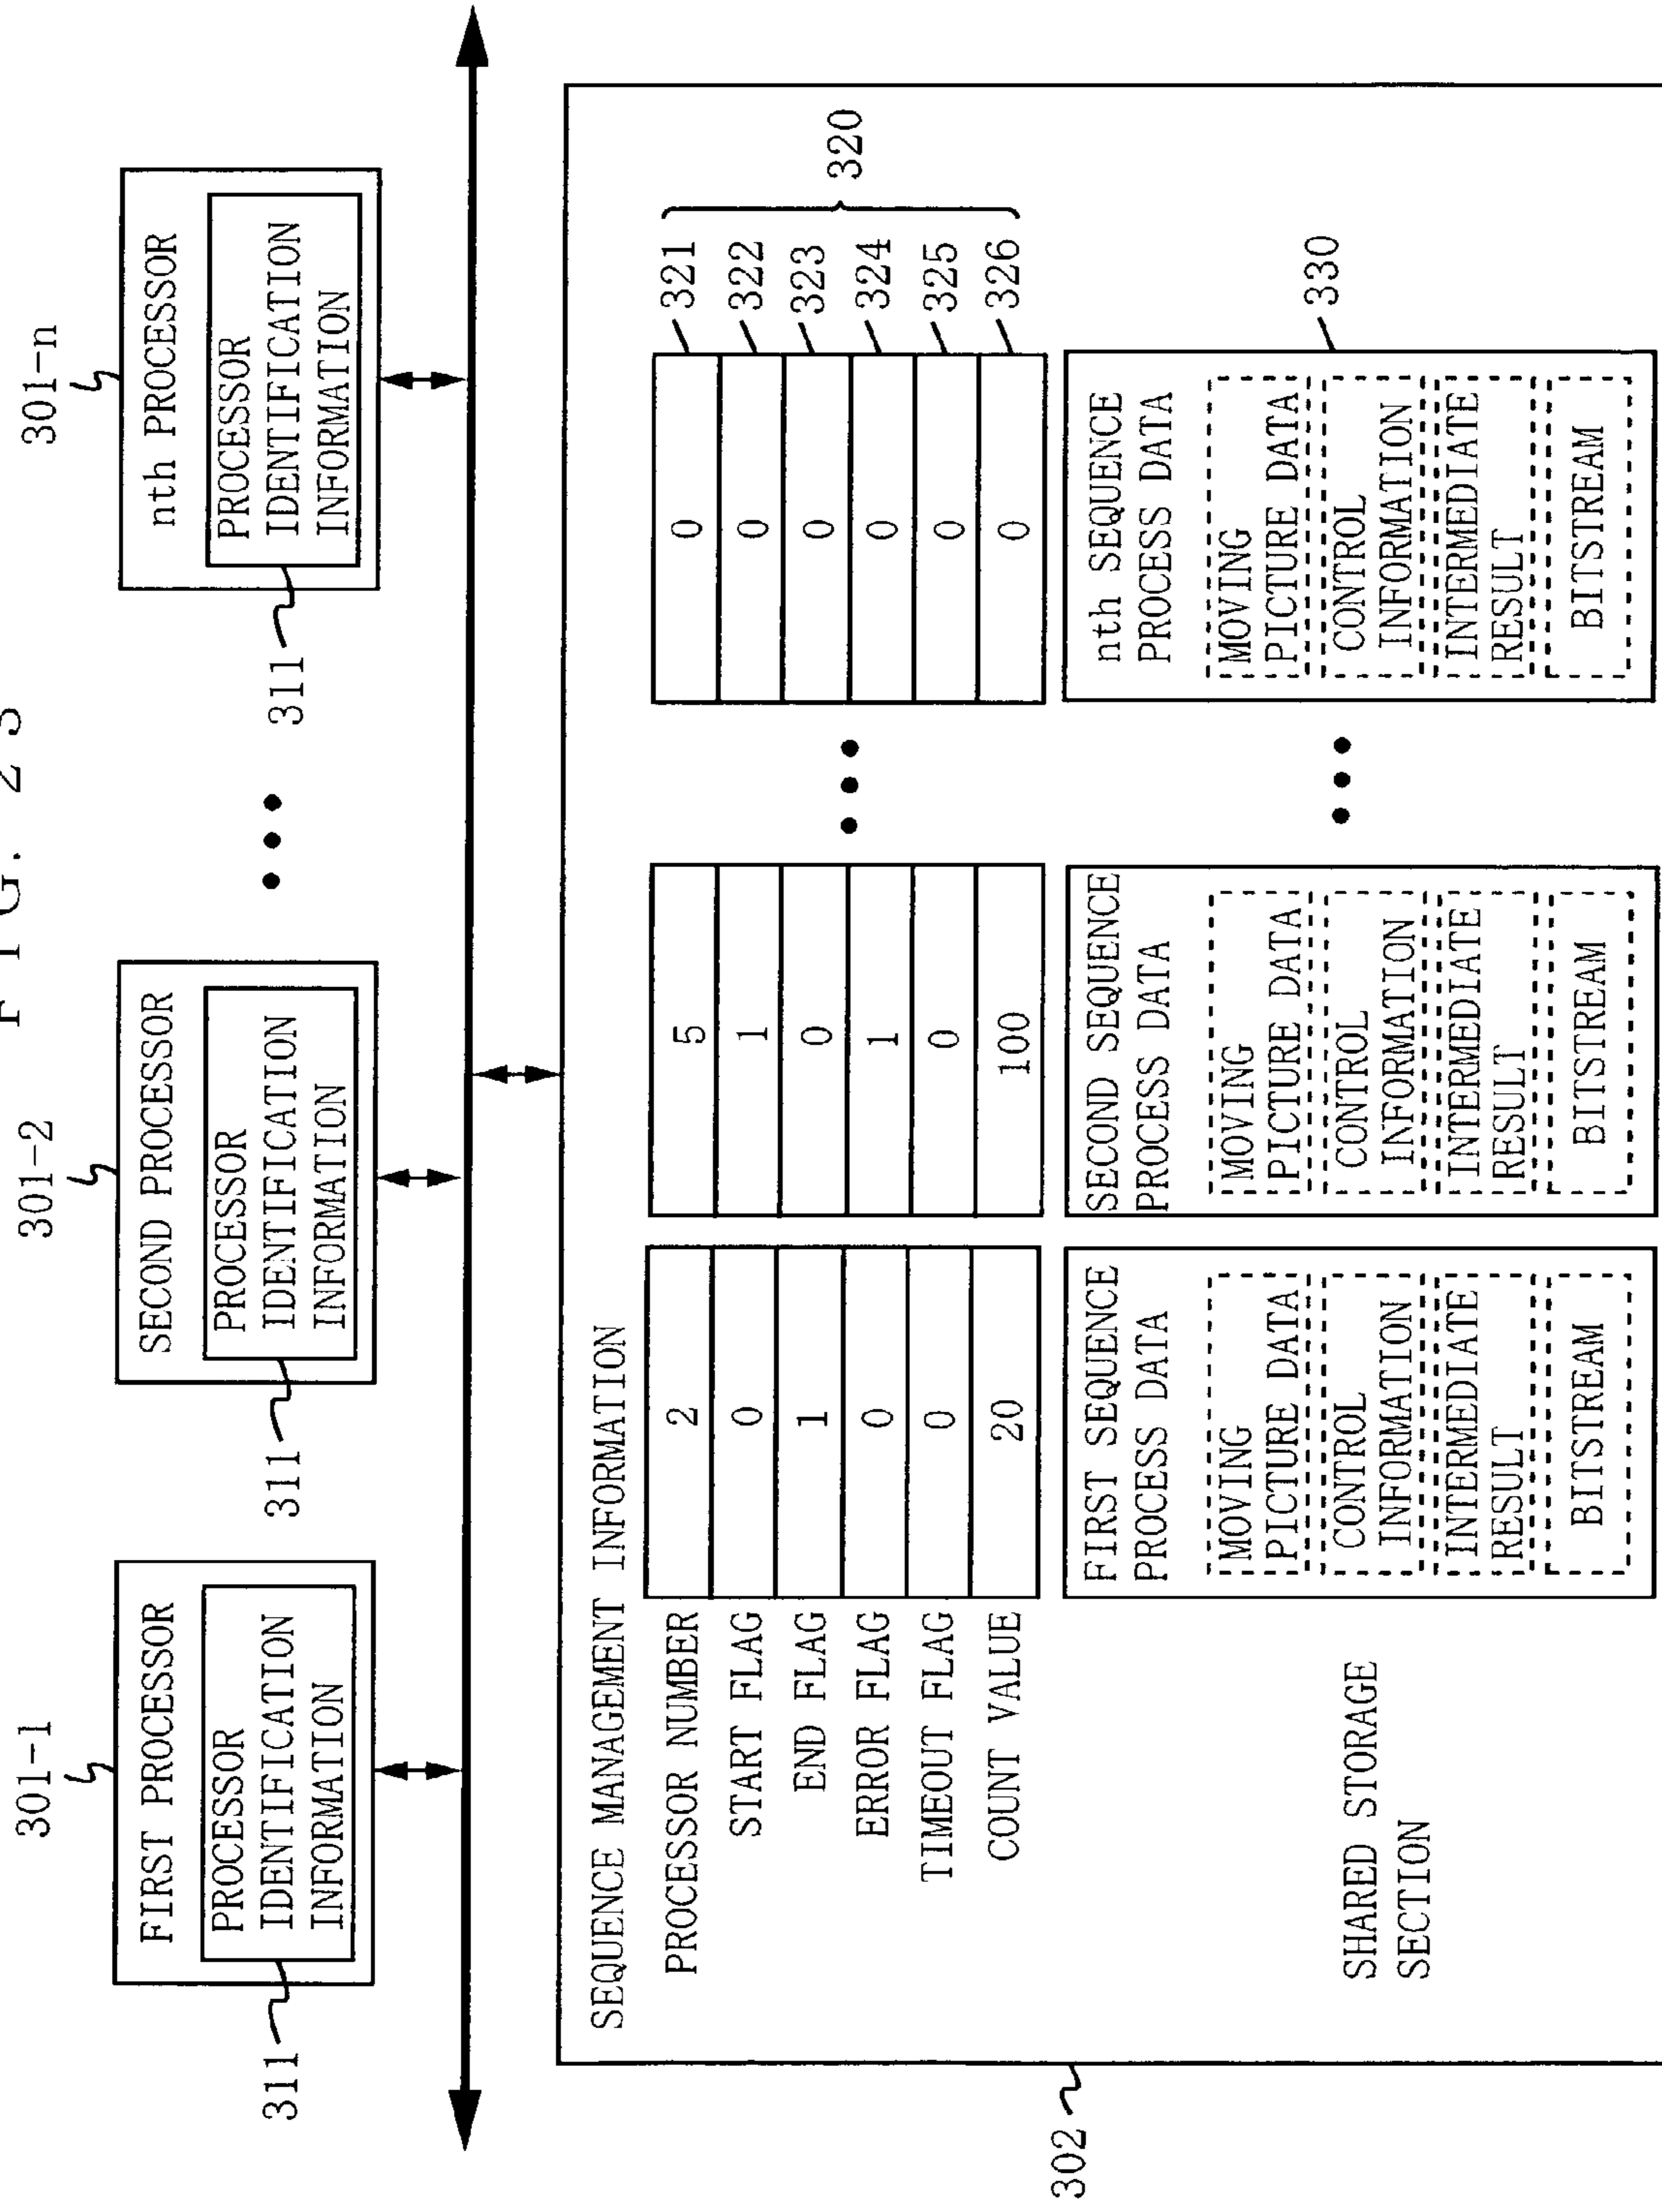 FIG. 23
301-1
301-2
301-n
FIRST PROCESSOR
PROCESSOR
IDENTIFICATION
INFORMATION
311
SECOND PROCESSOR
PROCESSOR
IDENTIFICATION
INFORMATION
311
nth PROCESSOR
PROCESSOR
IDENTIFICATION
INFORMATION
311
302
SEQUENCE MANAGEMENT INFORMATION
PROCESSOR NUMBER 2 5 0 321
START FLAG 0 1 0 322
END FLAG 1 0 0 323
ERROR FLAG 0 1 0 324
TIMEOUT FLAG 0 0 0 325
COUNT VALUE 20 100 0 326
320
SHARED STORAGE
SECTION
FIRST SEQUENCE
PROCESS DATA
MOVING
PICTURE DATA
CONTROL
INFORMATION
INTERMEDIATE
RESULT
BITSTREAM
SECOND SEQUENCE
PROCESS DATA
MOVING
PICTURE DATA
CONTROL
INFORMATION
INTERMEDIATE
RESULT
BITSTREAM
nth SEQUENCE
PROCESS DATA
MOVING
PICTURE DATA
CONTROL
INFORMATION
INTERMEDIATE
RESULT
BITSTREAM
330